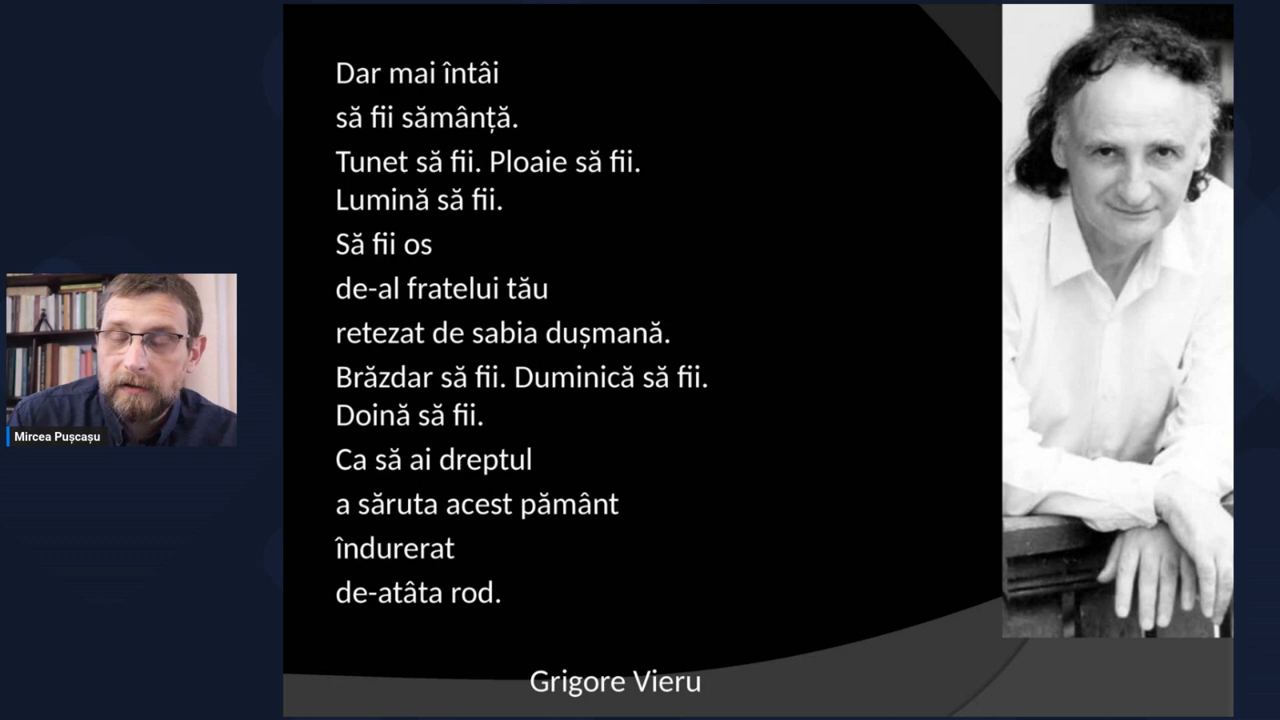 Dar mai întâi
să fii sămânță.
Tunet să fii. Ploaie să fii.
Lumină să fii.
Să fii os
de-al fratelui tău
retezat de sabia dușmană.
Brăzdar să fii. Duminică să fii.
Doină să fii.
Ca să ai dreptul
a săruta acest pământ
îndurerat
de-atâta rod.
Grigore Vieru
Mircea Pușcașu